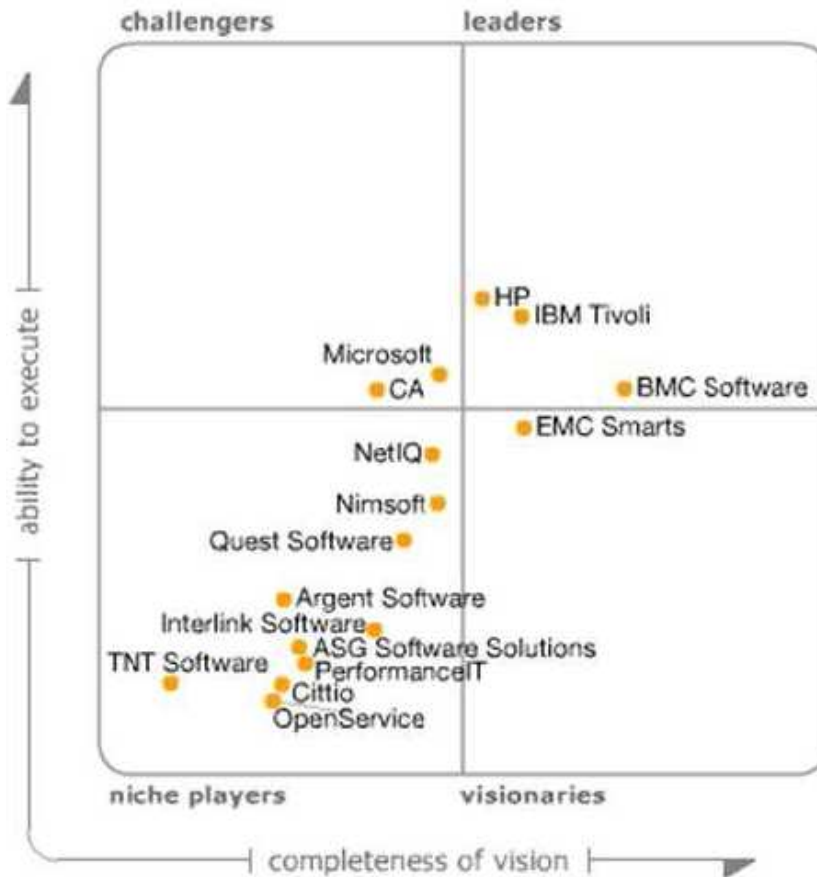 challengers
leaders
HP
IBM Tivoli
Microsoft
CA
BMC Software
EMC Smarts
NetIQ
Nimsoft
Quest Software
Argent Software
Interlink Software
ASG Software Solutions
TNT Software
PerformanceIT
Cittio
OpenService
niche players
visionaries
ability to execute
completeness of vision